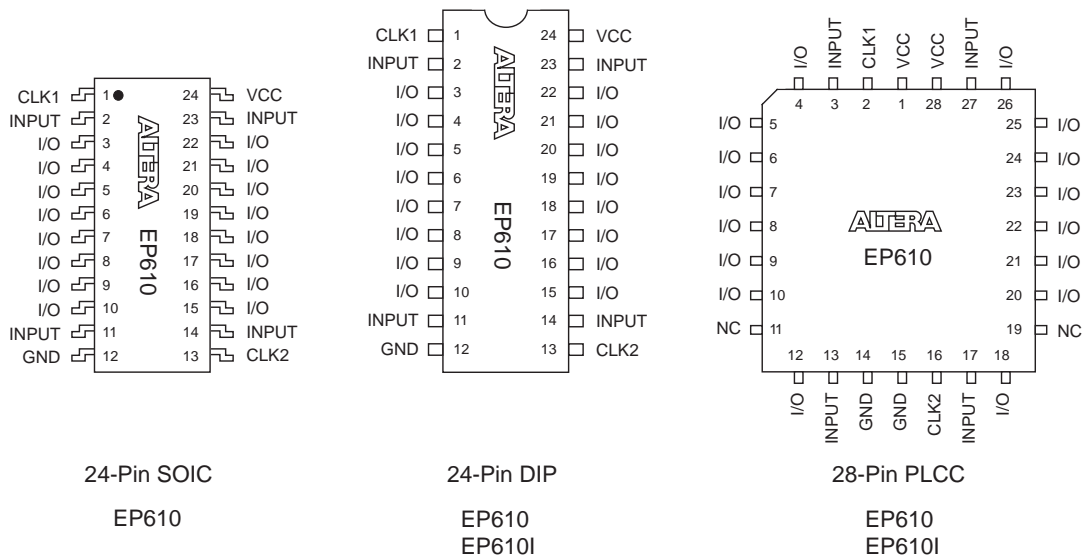 CLK1 1 24 VCC
INPUT 2 23 INPUT
I/O 3 22 I/O
I/O 4 21 I/O
I/O 5 20 I/O
I/O 6 19 I/O
I/O 7 18 I/O
I/O 8 17 I/O
I/O 9 16 I/O
I/O 10 15 I/O
INPUT 11 14 INPUT
GND 12 13 CLK2
ALTERA
EP610
24-Pin SOIC
EP610
CLK1 1 24 VCC
INPUT 2 23 INPUT
I/O 3 22 I/O
I/O 4 21 I/O
I/O 5 20 I/O
I/O 6 19 I/O
I/O 7 18 I/O
I/O 8 17 I/O
I/O 9 16 I/O
I/O 10 15 I/O
INPUT 11 14 INPUT
GND 12 13 CLK2
ALTERA
EP610
24-Pin DIP
EP610
EP610I
I/O INPUT CLK1 VCC VCC INPUT I/O
4 3 2 1 28 27 26
I/O 5 25 I/O
I/O 6 24 I/O
I/O 7 23 I/O
I/O 8 22 I/O
I/O 9 21 I/O
I/O 10 20 I/O
NC 11 19 NC
ALTERA
EP610
12 13 14 15 16 17 18
I/O INPUT GND GND CLK2 INPUT I/O
28-Pin PLCC
EP610
EP610I